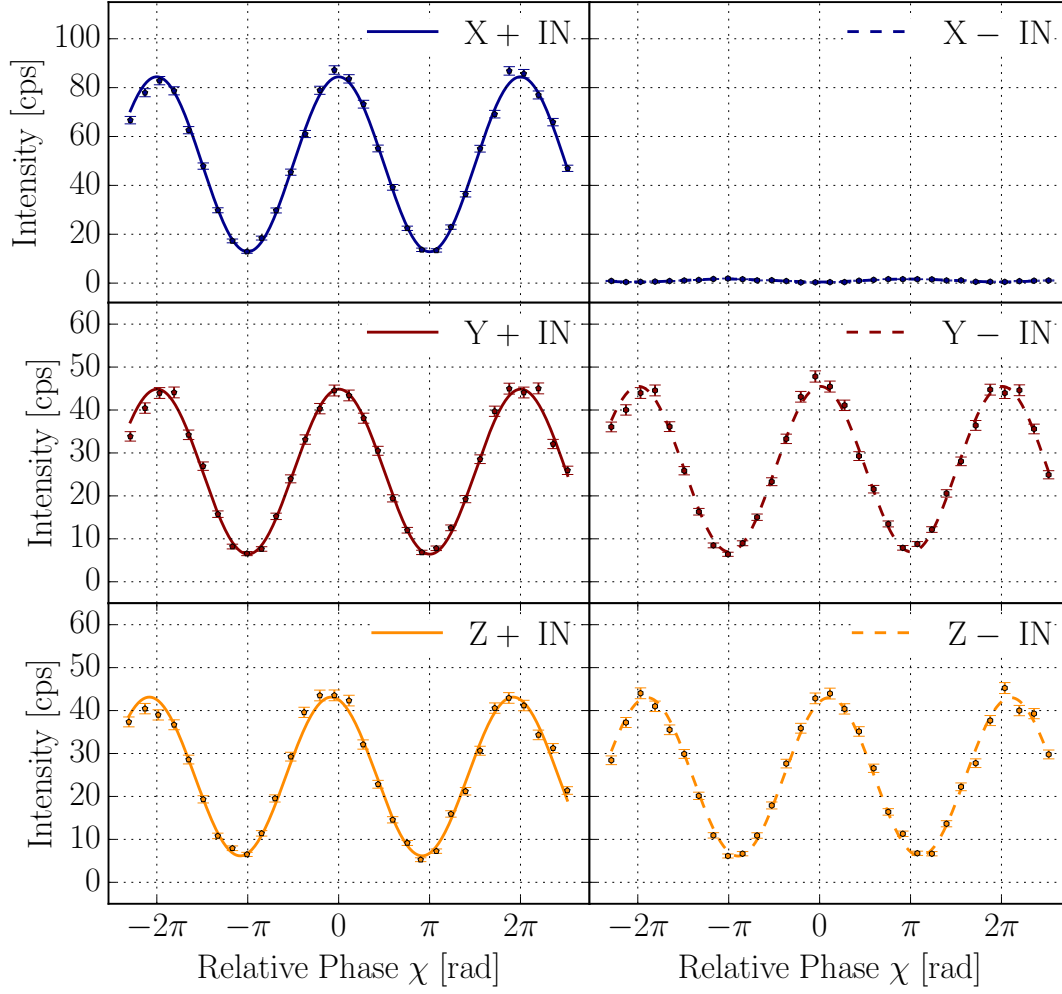 X + IN
X − IN
Intensity [cps]
100
80
60
40
20
0
Y + IN
Y − IN
Intensity [cps]
60
50
40
30
20
10
0
Z + IN
Z − IN
Intensity [cps]
60
50
40
30
20
10
0
−2π −π 0 π 2π
−2π −π 0 π 2π
Relative Phase χ [rad]
Relative Phase χ [rad]